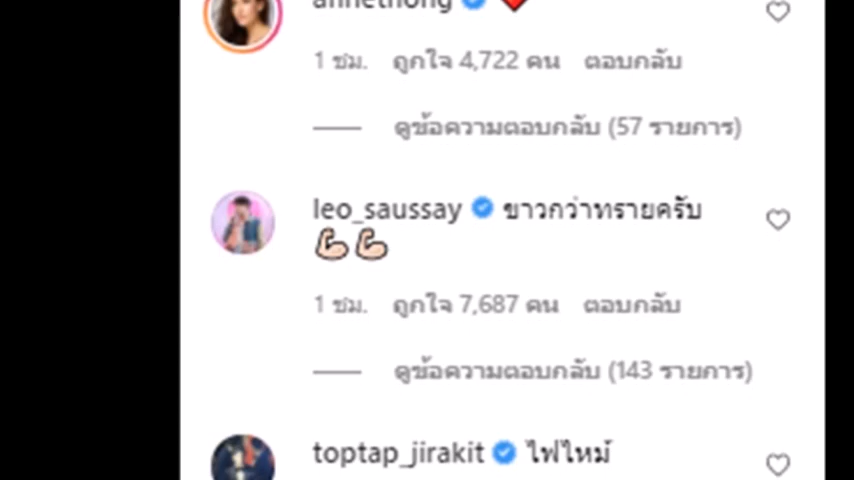 annethong
1 ชม. ถูกใจ 4,722 คน ตอบกลับ
ดูข้อความตอบกลับ (57 รายการ)
leo_saussay ขาวกว่าทรายครับ
1 ชม. ถูกใจ 7,687 คน ตอบกลับ
ดูข้อความตอบกลับ (143 รายการ)
toptap_jirakit ไฟไหม้